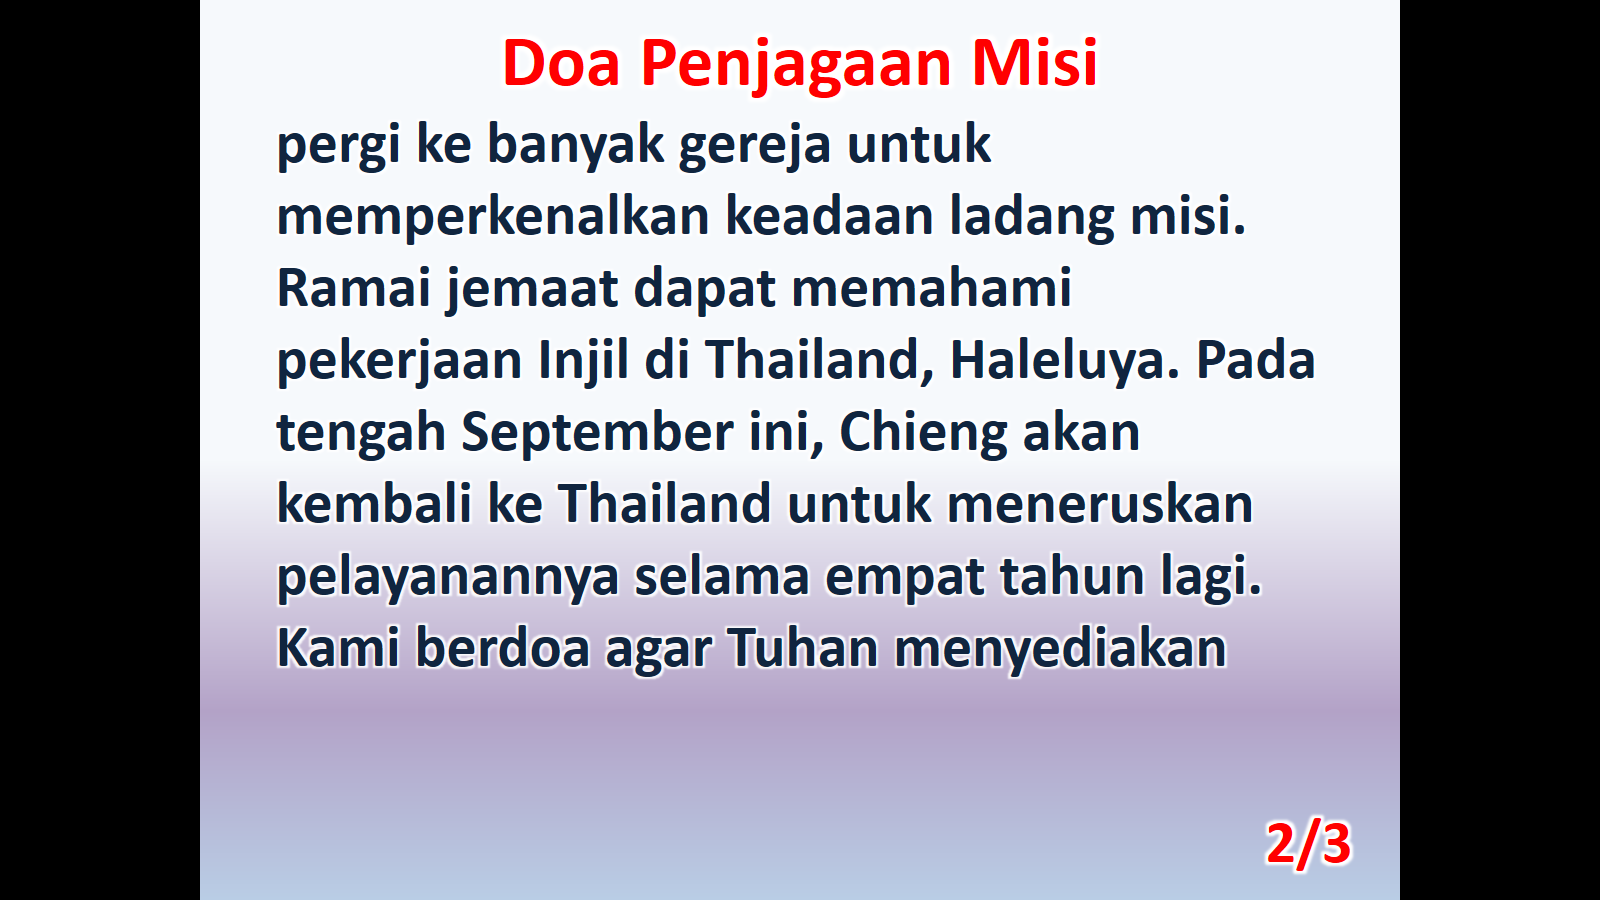 Doa Penjagaan Misi
pergi ke banyak gereja untuk
memperkenalkan keadaan ladang misi.
Ramai jemaat dapat memahami
pekerjaan Injil di Thailand, Haleluya. Pada
tengah September ini, Chieng akan
kembali ke Thailand untuk meneruskan
pelayanannya selama empat tahun lagi.
Kami berdoa agar Tuhan menyediakan
2/3